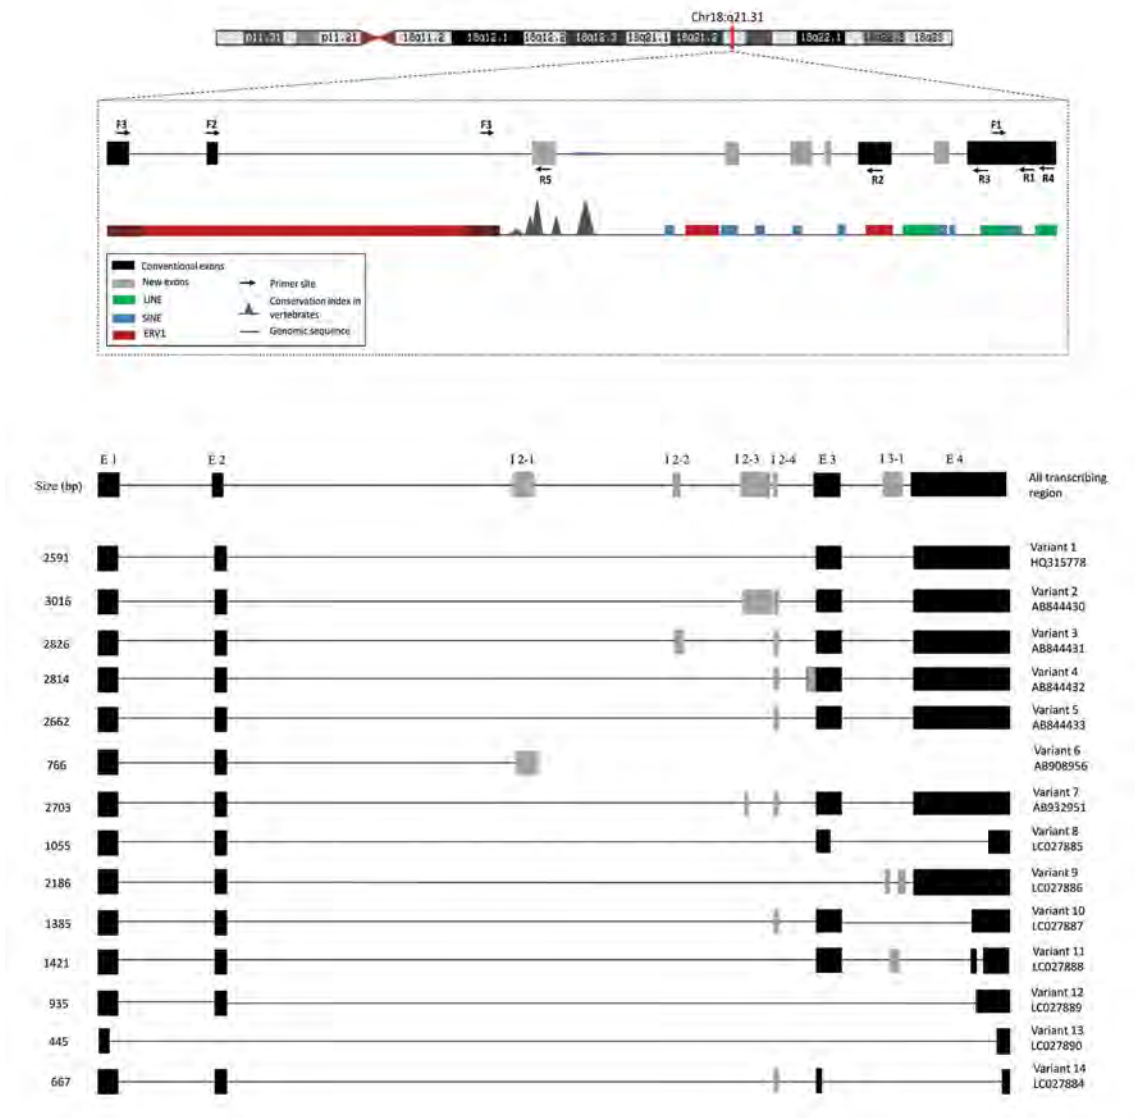 Chr18:q21.31
p11.31 p11.21 18q11.2 18q12.1 18q12.2 18q12.3 18q21.1 18q21.2 18q22.1 18q22.3 18q23
F3 F2 F3 F1
R5 R2 R3 R1 R4
Conventional exons
New exons
LINE
SINE
ERV1
Primer site
Conservation index in
vertebrates
Genomic sequence
E 1 E 2 I 2-1 I 2-2 I 2-3 I 2-4 E 3 I 3-1 E 4
Size (bp)
All transcribing
region
2591
Variant 1
HQ315778
3016
Variant 2
AB844430
2826
Variant 3
AB844431
2814
Variant 4
AB844432
2662
Variant 5
AB844433
766
Variant 6
AB908956
2703
Variant 7
AB932951
1055
Variant 8
LC027885
2186
Variant 9
LC027886
1385
Variant 10
LC027887
1421
Variant 11
LC027888
935
Variant 12
LC027889
445
Variant 13
LC027890
667
Variant 14
LC027884